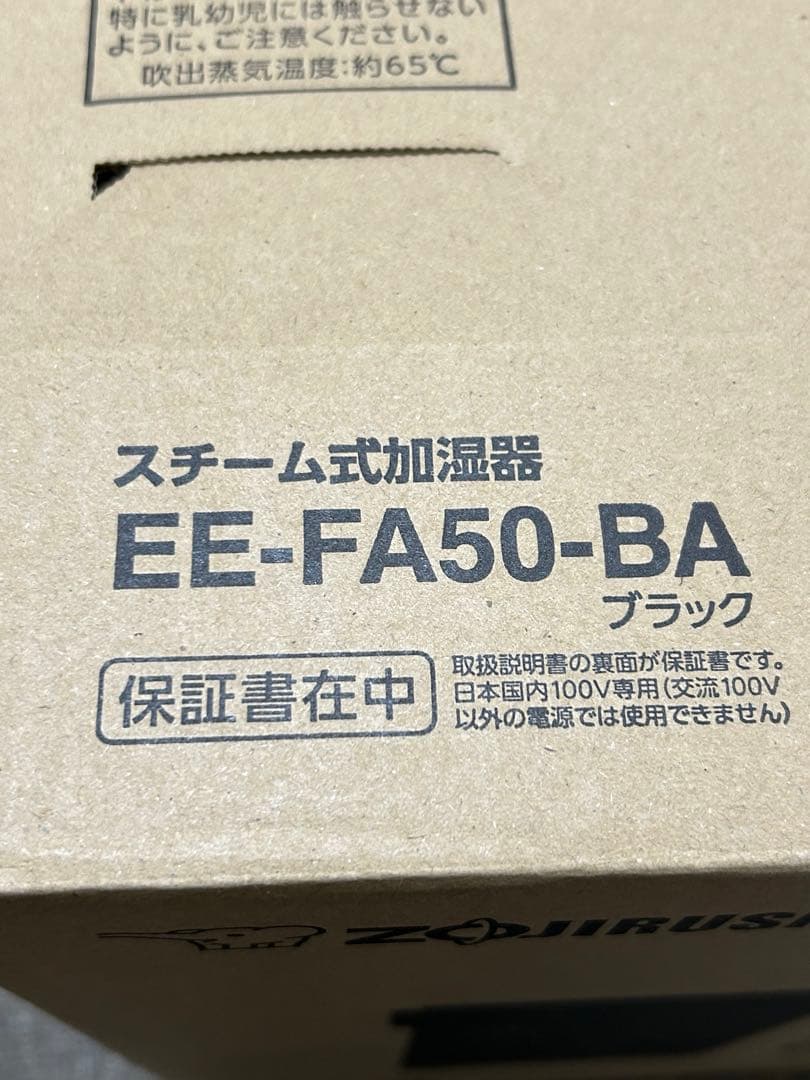 特に乳幼児には触らせない
ように、ご注意ください。
吹出蒸気温度：約65℃
スチーム式加湿器
EE-FA50-BA
ブラック
保証書在中
取扱説明書の裏面が保証書です。
日本国内100V専用(交流100V
以外の電源では使用できません)
ZOJIRUSH